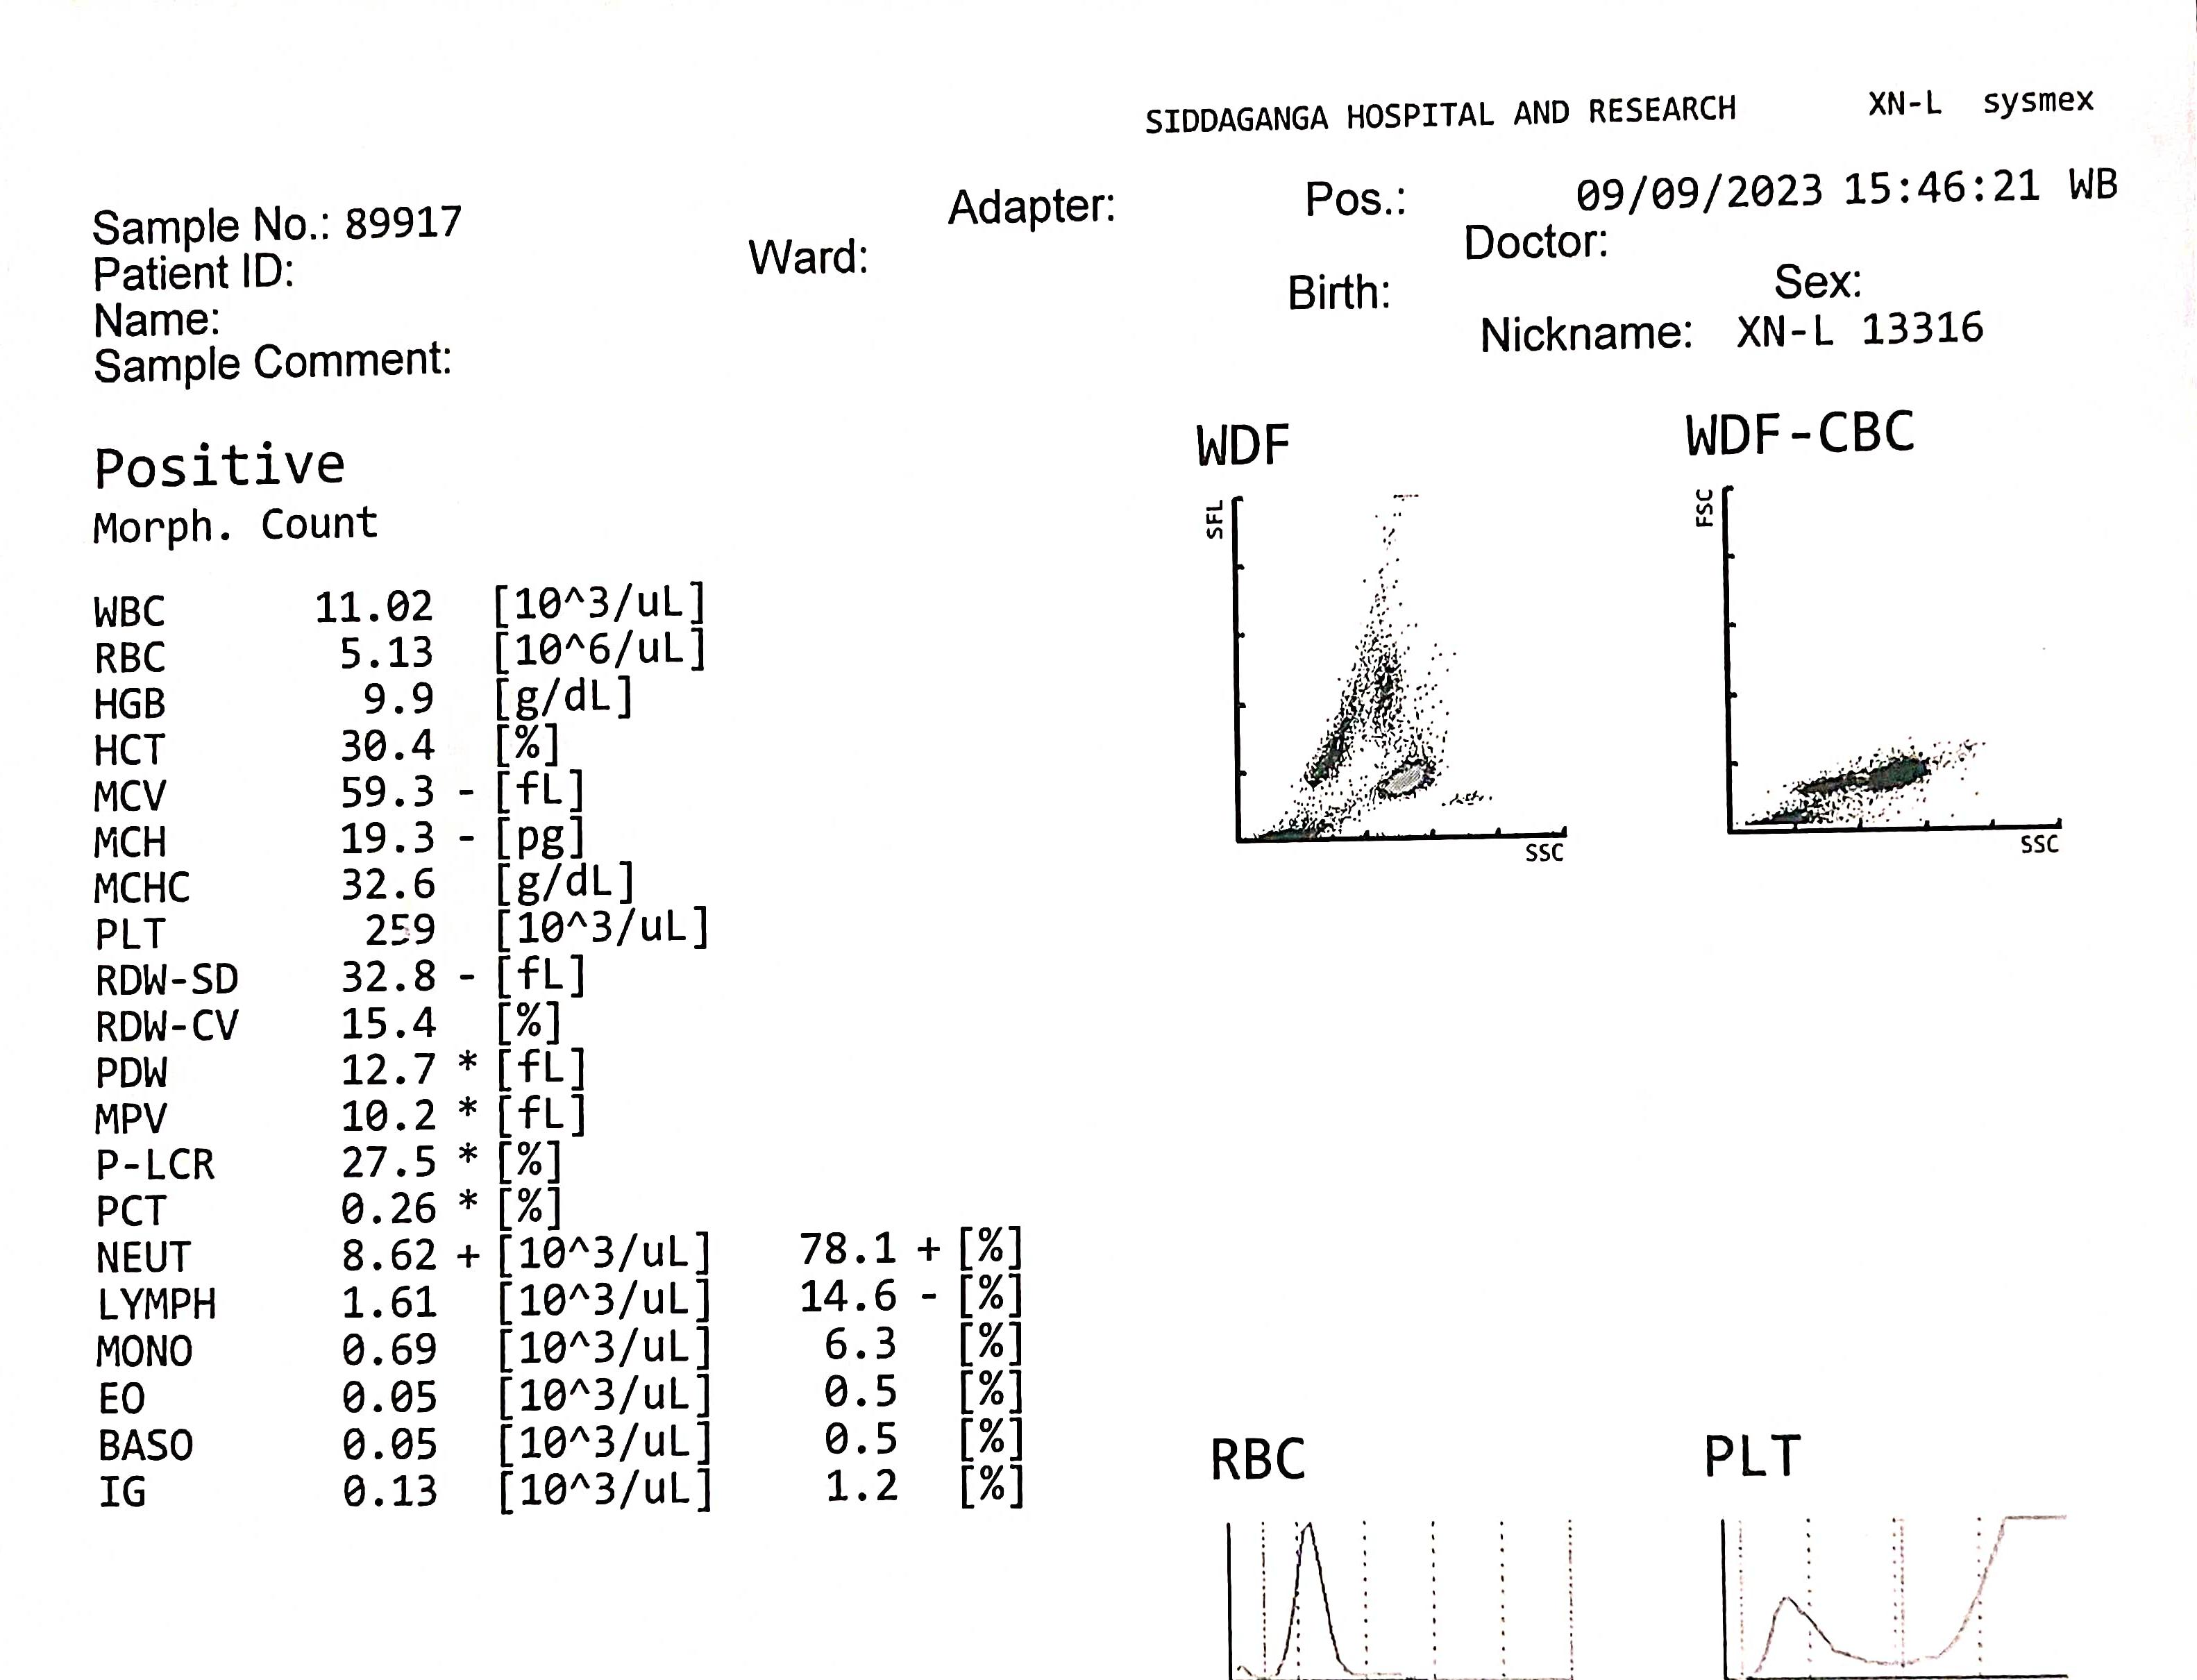 SIDDAGANGA HOSPITAL AND RESEARCH XN-L sysmex
Sample No.: 89917 Adapter: Pos.: 09/09/2023 15:46:21 WB
Patient ID: Ward: Doctor:
Name: Birth: Sex:
Sample Comment: Nickname: XN-L 13316
Positive
Morph. Count
WBC 11.02 [10^3/uL]
RBC 5.13 [10^6/uL]
HGB 9.9 [g/dL]
HCT 30.4 [%]
MCV 59.3 - [fL]
MCH 19.3 - [pg]
MCHC 32.6 [g/dL]
PLT 259 [10^3/uL]
RDW-SD 32.8 - [fL]
RDW-CV 15.4 [%]
PDW 12.7 * [fL]
MPV 10.2 * [fL]
P-LCR 27.5 * [%]
PCT 0.26 * [%]
NEUT 8.62 + [10^3/uL] 78.1 + [%]
LYMPH 1.61 [10^3/uL] 14.6 - [%]
MONO 0.69 [10^3/uL] 6.3 [%]
EO 0.05 [10^3/uL] 0.5 [%]
BASO 0.05 [10^3/uL] 0.5 [%]
IG 0.13 [10^3/uL] 1.2 [%]
WDF
SFL
SSC
WDF-CBC
FSC
SSC
RBC
PLT